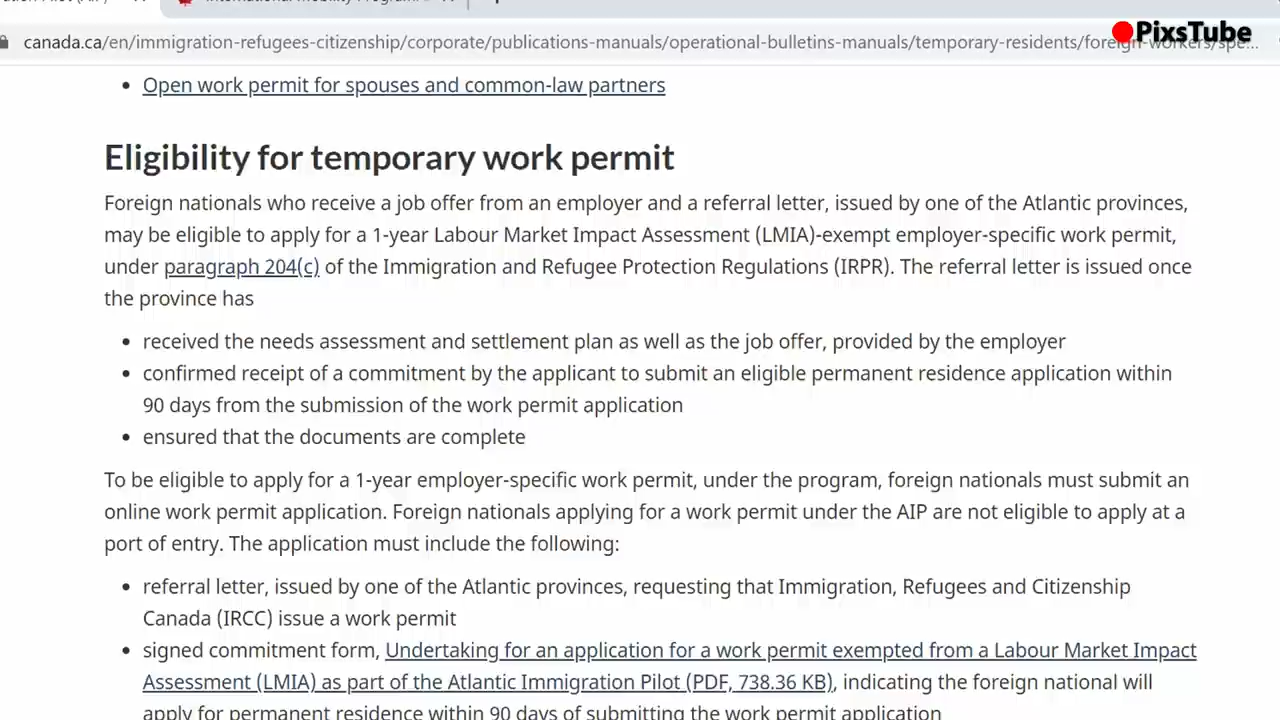 canada.ca/en/immigration-refugees-citizenship/corporate/publications-manuals/operational-bulletins-manuals/temporary-residents/foreign-workers/spe...
PixsTube
Open work permit for spouses and common-law partners
Eligibility for temporary work permit
Foreign nationals who receive a job offer from an employer and a referral letter, issued by one of the Atlantic provinces,
may be eligible to apply for a 1-year Labour Market Impact Assessment (LMIA)-exempt employer-specific work permit,
under paragraph 204(c) of the Immigration and Refugee Protection Regulations (IRPR). The referral letter is issued once
the province has
• received the needs assessment and settlement plan as well as the job offer, provided by the employer
• confirmed receipt of a commitment by the applicant to submit an eligible permanent residence application within
90 days from the submission of the work permit application
• ensured that the documents are complete
To be eligible to apply for a 1-year employer-specific work permit, under the program, foreign nationals must submit an
online work permit application. Foreign nationals applying for a work permit under the AIP are not eligible to apply at a
port of entry. The application must include the following:
• referral letter, issued by one of the Atlantic provinces, requesting that Immigration, Refugees and Citizenship
Canada (IRCC) issue a work permit
• signed commitment form, Undertaking for an application for a work permit exempted from a Labour Market Impact
Assessment (LMIA) as part of the Atlantic Immigration Pilot (PDF, 738.36 KB), indicating the foreign national will
apply for permanent residence within 90 days of submitting the work permit application